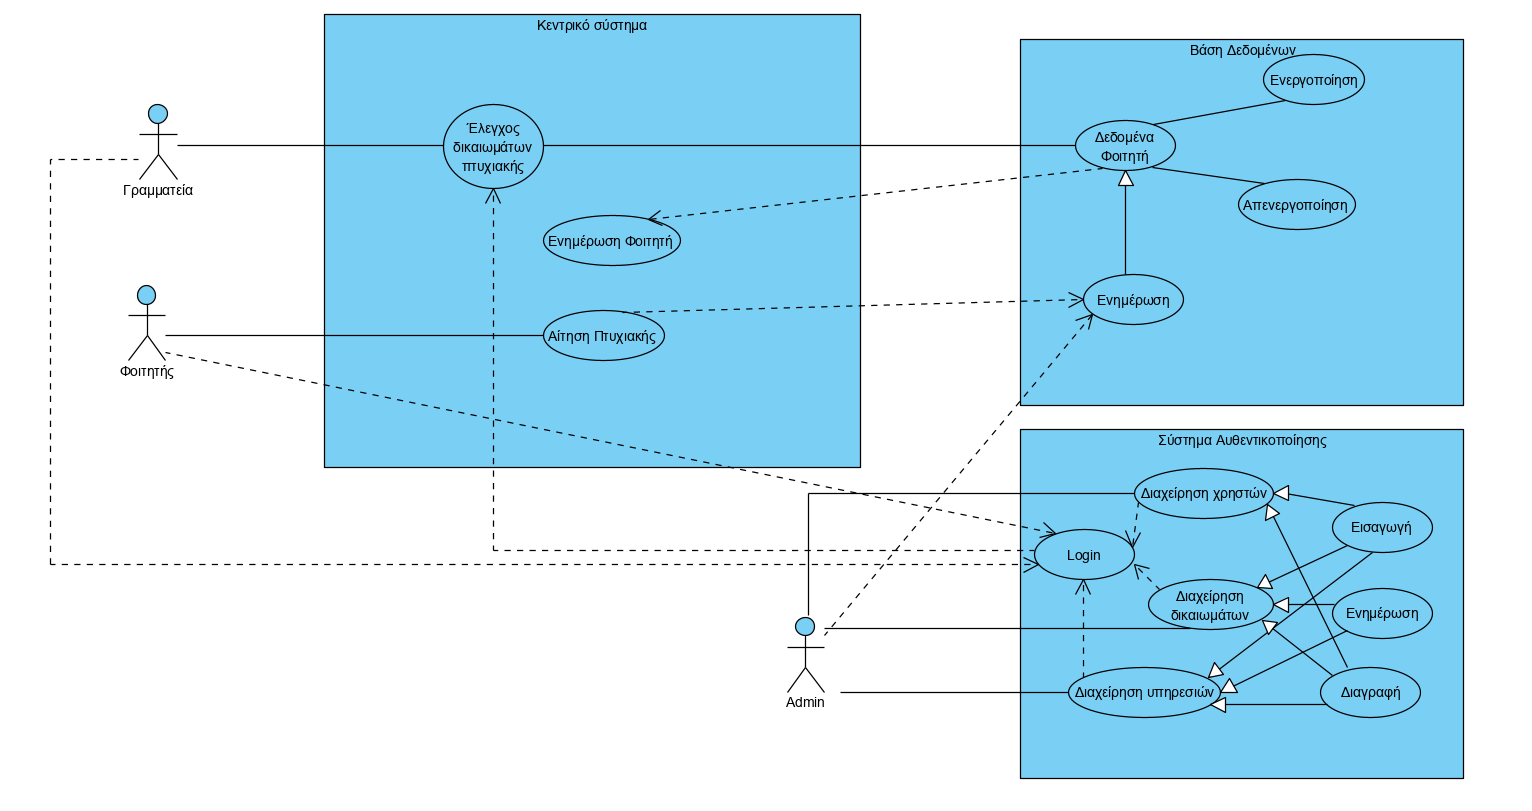 Κεντρικό σύστημα
Βάση Δεδομένων
Ενεργοποίηση
Έλεγχος
δικαιωμάτων
πτυχιακής
Δεδομένα
Φοιτητή
Γραμματεία
Απενεργοποίηση
Ενημέρωση Φοιτητή
Ενημέρωση
Αίτηση Πτυχιακής
Φοιτητής
Σύστημα Αυθεντικοποίησης
Διαχείρηση χρηστών
Εισαγωγή
Login
Διαχείρηση
δικαιωμάτων
Ενημέρωση
Διαχείρηση υπηρεσιών
Διαγραφή
Admin